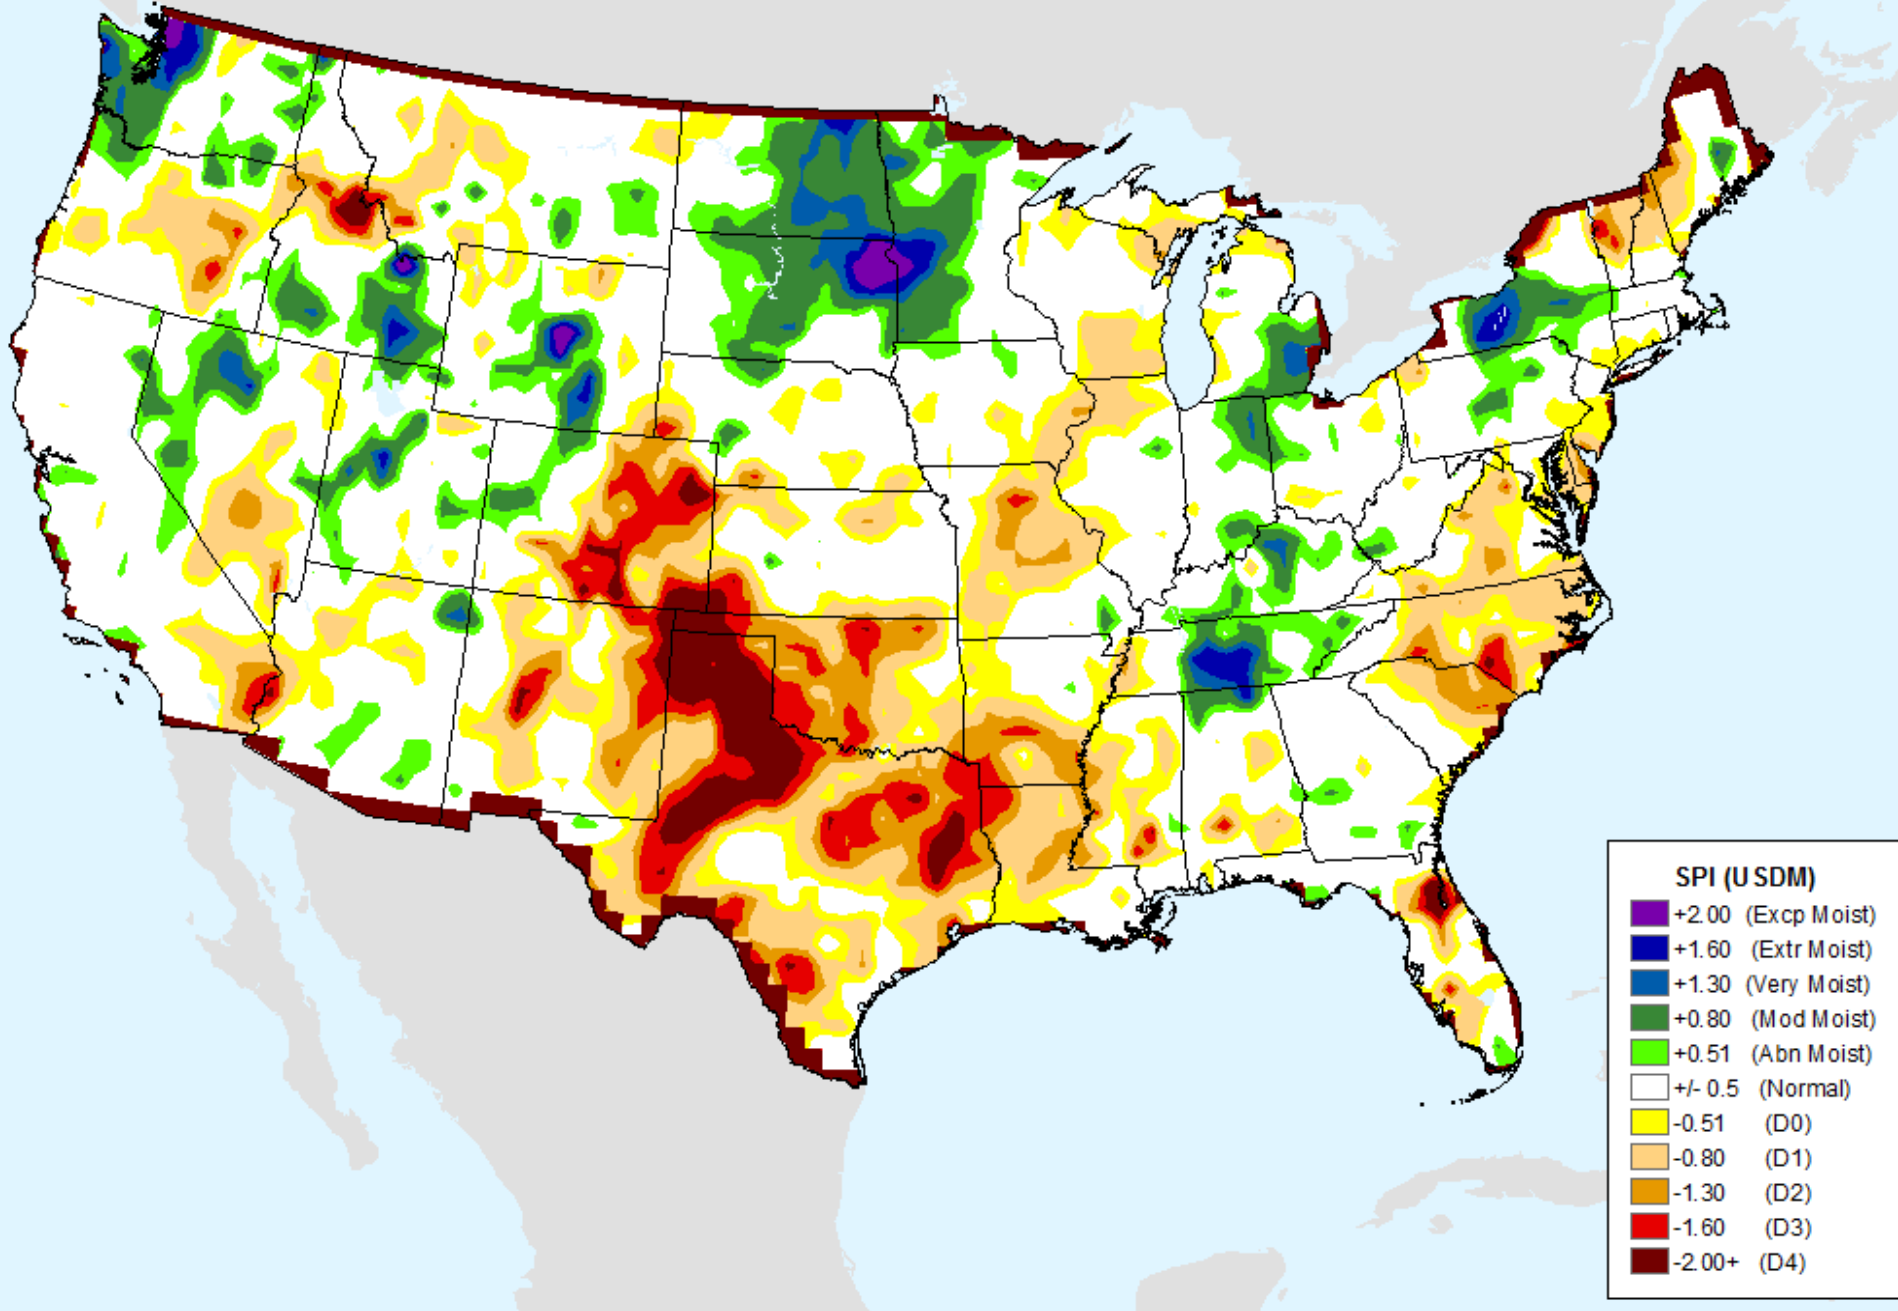 SPI (USDM)
+2.00 (Excp Moist)
+1.60 (Extr Moist)
+1.30 (Very Moist)
+0.80 (Mod Moist)
+0.51 (Abn Moist)
+/- 0.5 (Normal)
-0.51 (D0)
-0.80 (D1)
-1.30 (D2)
-1.60 (D3)
-2.00+ (D4)